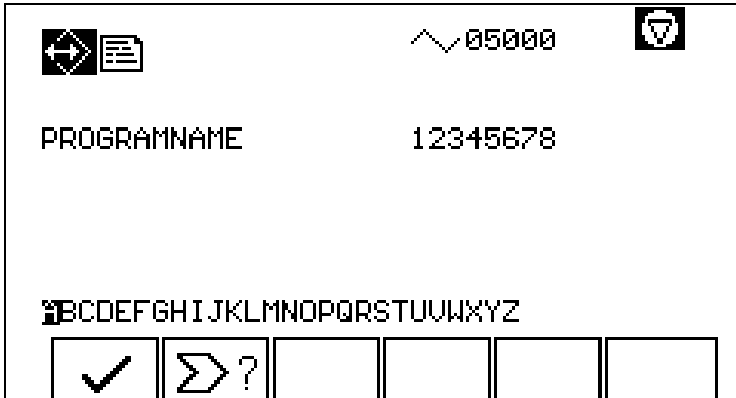 05000
PROGRAMNAME 12345678
ABCDEFGHIJKLMNOPQRSTUVWXYZ
?